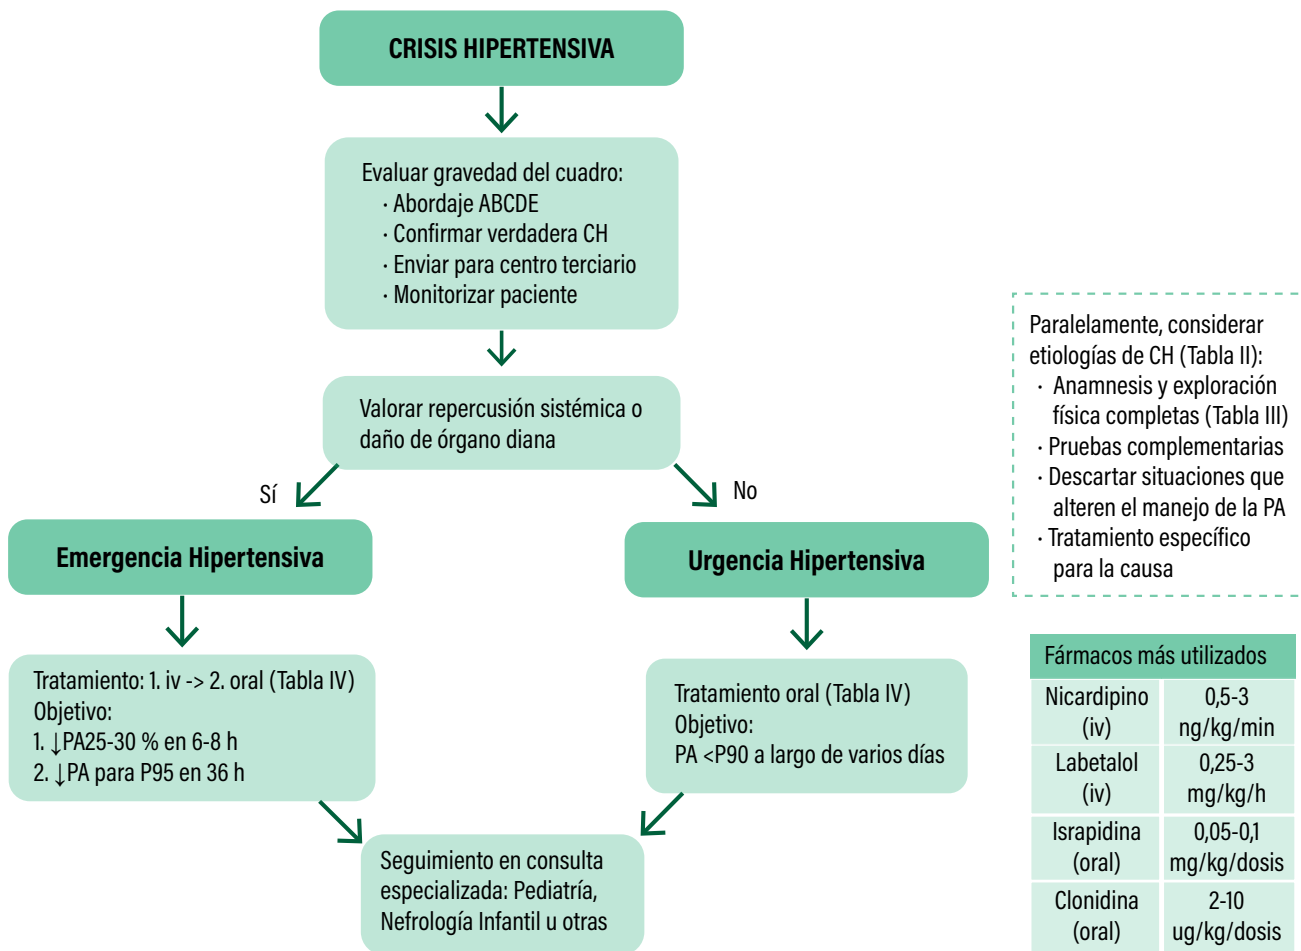 CRISIS HIPERTENSIVA
Evaluar gravedad del cuadro:
· Abordaje ABCDE
· Confirmar verdadera CH
· Enviar para centro terciario
· Monitorizar paciente
Valorar repercusión sistémica o
daño de órgano diana
Sí
No
Emergencia Hipertensiva
Urgencia Hipertensiva
Tratamiento: 1. iv -> 2. oral (Tabla IV)
Objetivo:
1. ↓PA25-30 % en 6-8 h
2. ↓PA para P95 en 36 h
Tratamiento oral (Tabla IV)
Objetivo:
PA <P90 a largo de varios días
Seguimiento en consulta
especializada: Pediatría,
Nefrología Infantil u otras
Paralelamente, considerar
etiologías de CH (Tabla II):
· Anamnesis y exploración
física completas (Tabla III)
· Pruebas complementarias
· Descartar situaciones que
alteren el manejo de la PA
· Tratamiento específico
para la causa
Fármacos más utilizados
Nicardipino 0,5-3
(iv) ng/kg/min
Labetalol 0,25-3
(iv) mg/kg/h
Israpidina 0,05-0,1
(oral) mg/kg/dosis
Clonidina 2-10
(oral) ug/kg/dosis